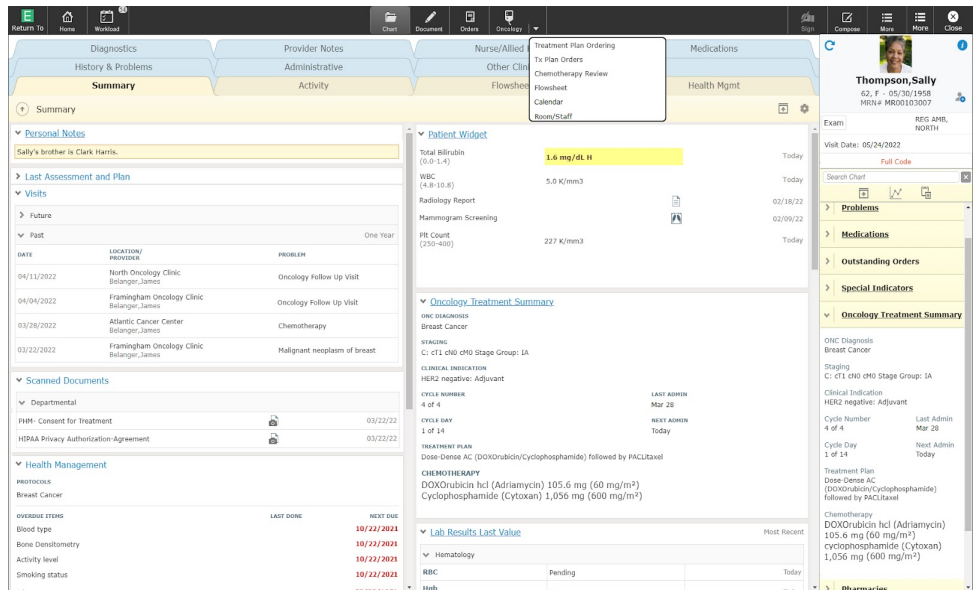 Return To
Home
Workload
Chart
Document
Orders
Oncology
Sign
Compose
More
More
Close
Diagnostics
Provider Notes
Nurse/Allied
Medications
History & Problems
Administrative
Other Clini
Summary
Activity
Flowshee
Health Mgmt
Treatment Plan Ordering
Tx Plan Orders
Chemotherapy Review
Flowsheet
Calendar
Room/Staff
Summary
Personal Notes
Sally's brother is Clark Harris.
Last Assessment and Plan
Visits
Future
Past One Year
DATE LOCATION/ PROVIDER PROBLEM
04/11/2022 North Oncology Clinic Belanger,James Oncology Follow Up Visit
04/04/2022 Framingham Oncology Clinic Belanger,James Oncology Follow Up Visit
03/28/2022 Atlantic Cancer Center Belanger,James Chemotherapy
03/22/2022 Framingham Oncology Clinic Belanger,James Malignant neoplasm of breast
Scanned Documents
Departmental
PHM- Consent for Treatment 03/22/22
HIPAA Privacy Authorization-Agreement 03/22/22
Health Management
PROTOCOLS
Breast Cancer
OVERDUE ITEMS LAST DONE NEXT DUE
Blood type 10/22/2021
Bone Densitometry 10/22/2021
Activity level 10/22/2021
Smoking status 10/22/2021
Patient Widget
Total Bilirubin
(0.0-1.4) 1.6 mg/dL H Today
WBC
(4.8-10.8) 5.0 K/mm3 Today
Radiology Report 02/18/22
Mammogram Screening 02/09/22
Plt Count
(250-400) 227 K/mm3 Today
Oncology Treatment Summary
ONC DIAGNOSIS
Breast Cancer
STAGING
C: cT1 cN0 cM0 Stage Group: IA
CLINICAL INDICATION
HER2 negative: Adjuvant
CYCLE NUMBER LAST ADMIN
4 of 4 Mar 28
CYCLE DAY NEXT ADMIN
1 of 14 Today
TREATMENT PLAN
Dose-Dense AC (DOXOrubicin/Cyclophosphamide) followed by PACLitaxel
CHEMOTHERAPY
DOXOrubicin hcl (Adriamycin) 105.6 mg (60 mg/m²)
Cyclophosphamide (Cytoxan) 1,056 mg (600 mg/m²)
Lab Results Last Value Most Recent
Hematology
RBC Pending Today
Hgb
Thompson,Sally
62, F - 05/30/1958
MRN# MR00103007
Exam REG AMB, NORTH
Visit Date: 05/24/2022
Full Code
Search Chart
Problems
Medications
Outstanding Orders
Special Indicators
Oncology Treatment Summary
ONC Diagnosis
Breast Cancer
Staging
C: cT1 cN0 cM0 Stage Group: IA
Clinical Indication
HER2 negative: Adjuvant
Cycle Number Last Admin
4 of 4 Mar 28
Cycle Day Next Admin
1 of 14 Today
Treatment Plan
Dose-Dense AC
(DOXOrubicin/Cyclophosphamide)
followed by PACLitaxel
Chemotherapy
DOXOrubicin hcl (Adriamycin)
105.6 mg (60 mg/m²)
cyclophosphamide (Cytoxan)
1,056 mg (600 mg/m²)
Pharmacies